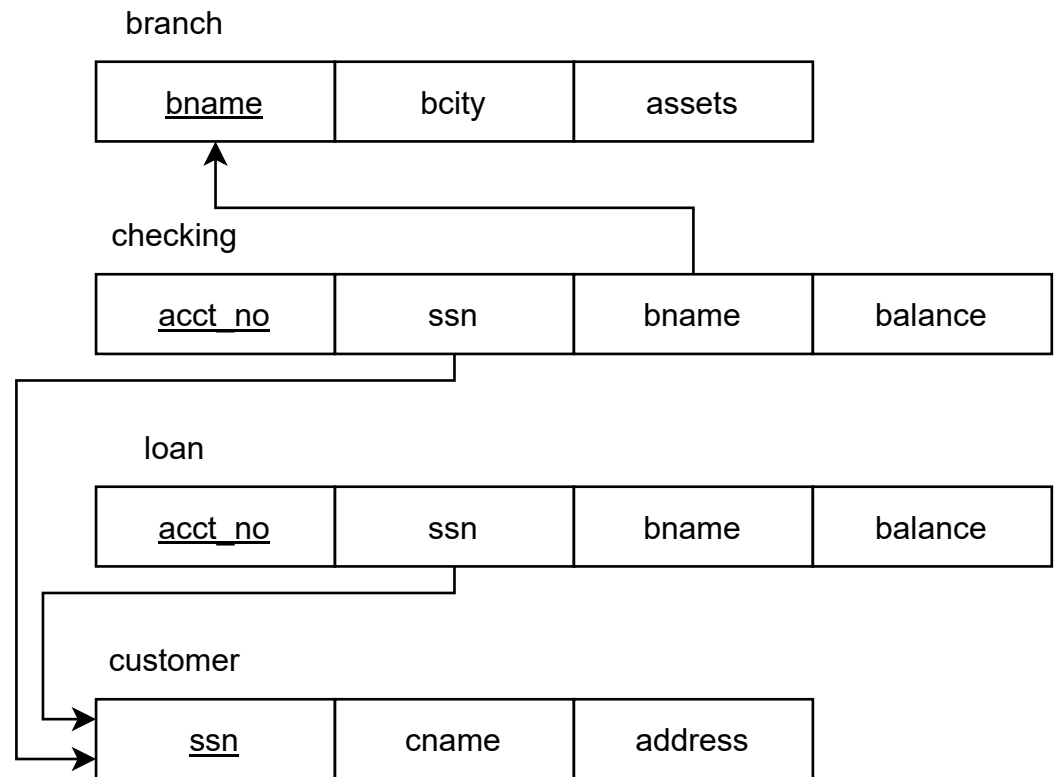 branch
bname bcity assets
checking
acct_no ssn bname balance
loan
acct_no ssn bname balance
customer
ssn cname address